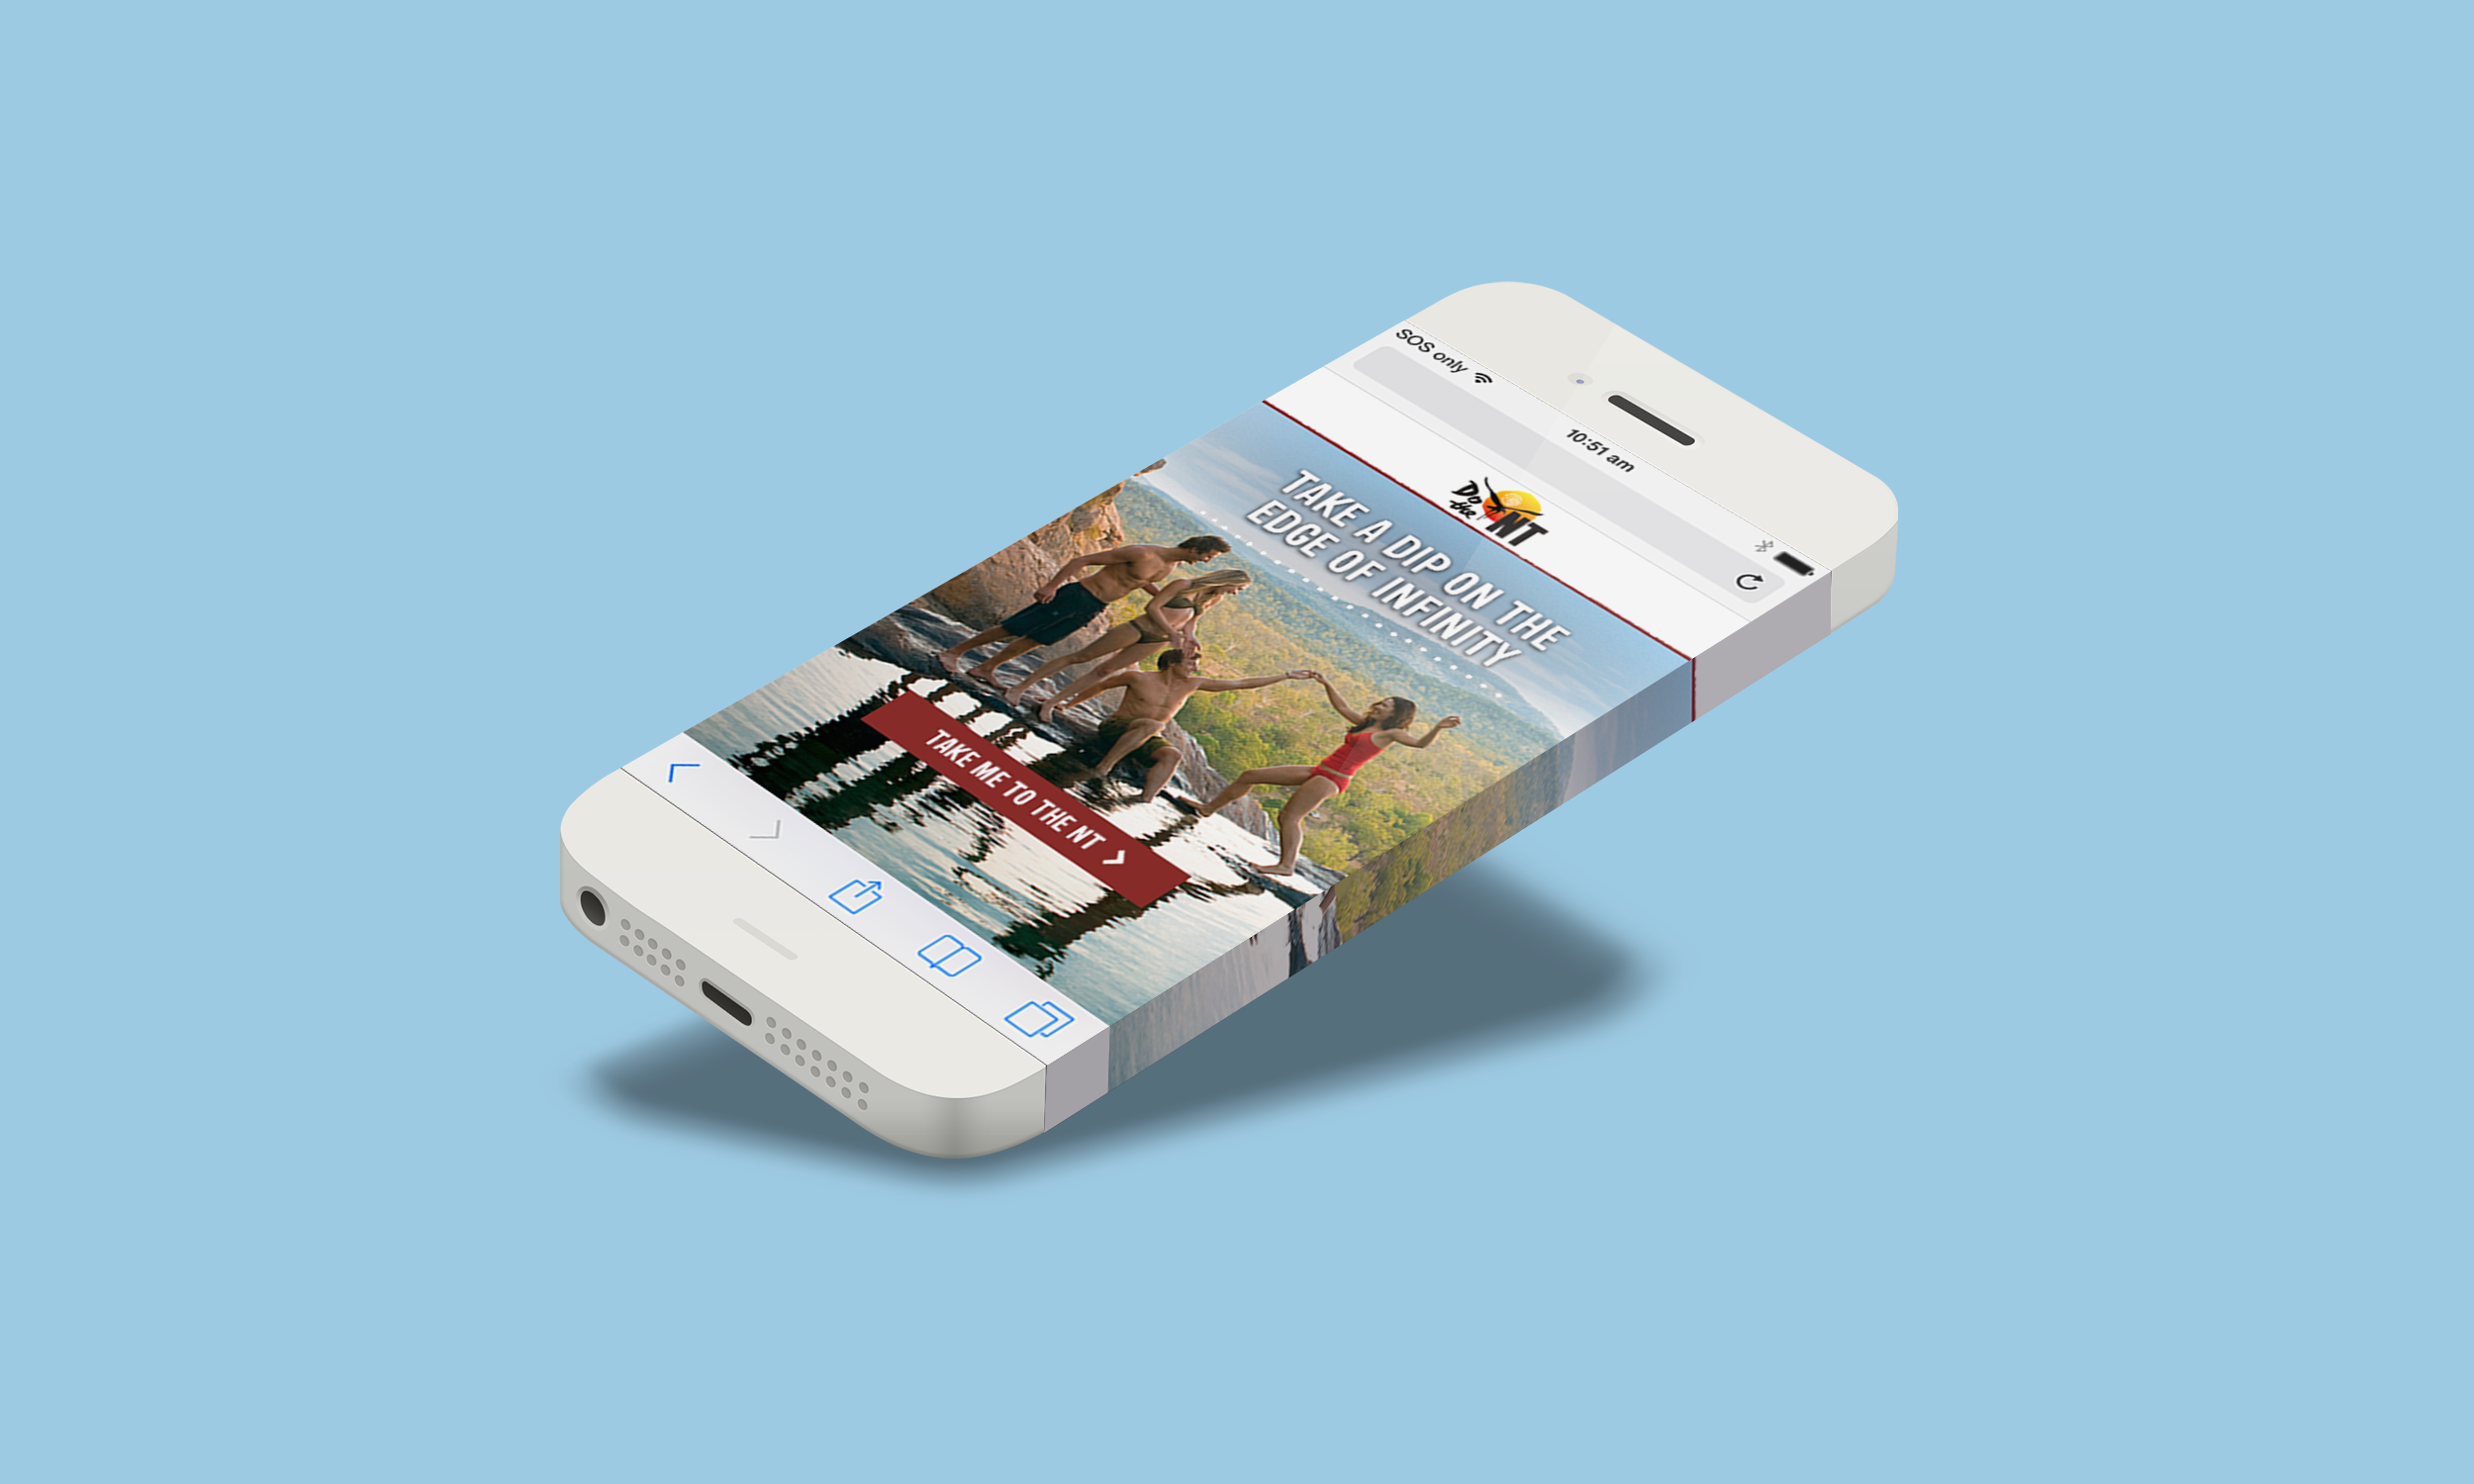 SOS only
10:51 am
Do
the
NT
TAKE A DIP ON THE
EDGE OF INFINITY
TAKE ME TO THE NT